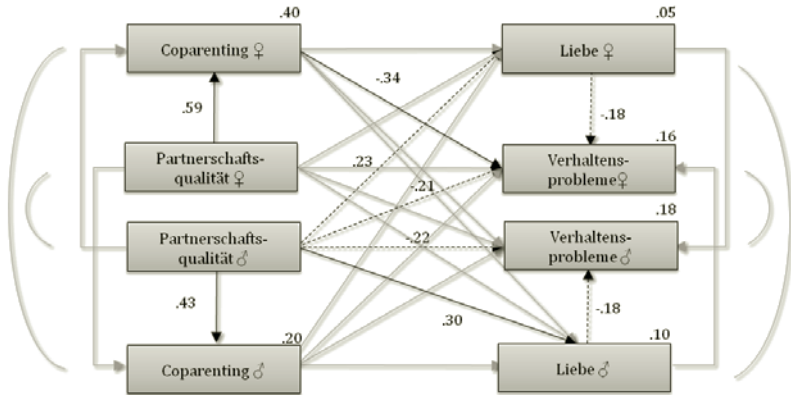 .40
.05
Coparenting ♀
Liebe ♀
-.34
.59
-.18
.16
Partnerschafts-
qualität ♀
.23
Verhaltens-
probleme♀
-.21
.18
Partnerschafts-
qualität ♂
-.22
Verhaltens-
probleme ♂
.43
-.18
.30
.20
.10
Coparenting ♂
Liebe ♂